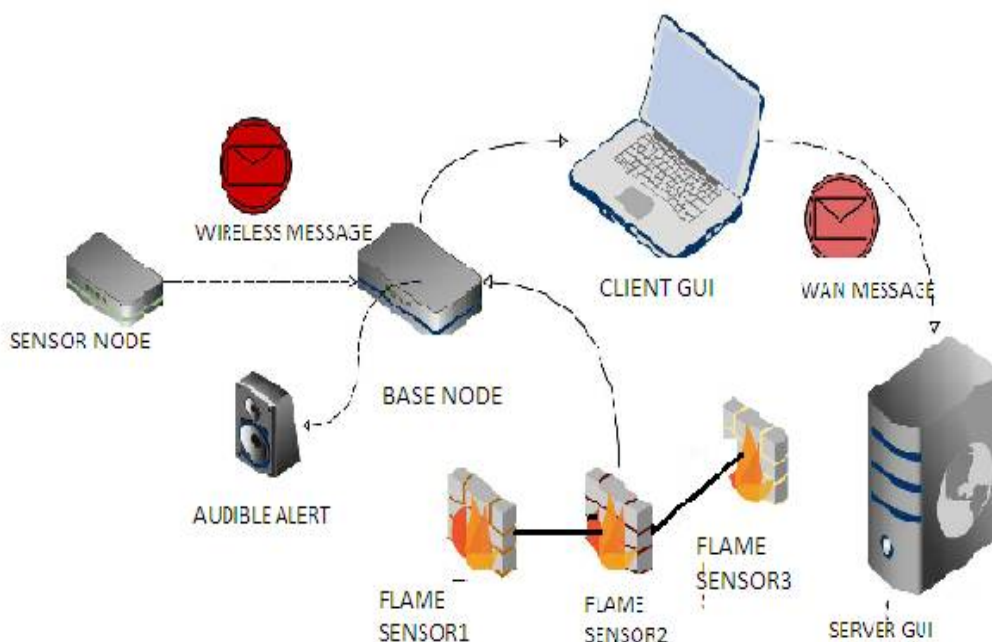 WIRELESS MESSAGE
CLIENT GUI
WAN MESSAGE
SENSOR NODE
BASE NODE
AUDIBLE ALERT
FLAME
SENSOR3
FLAME
SENSOR1
FLAME
SENSOR2
SERVER GUI